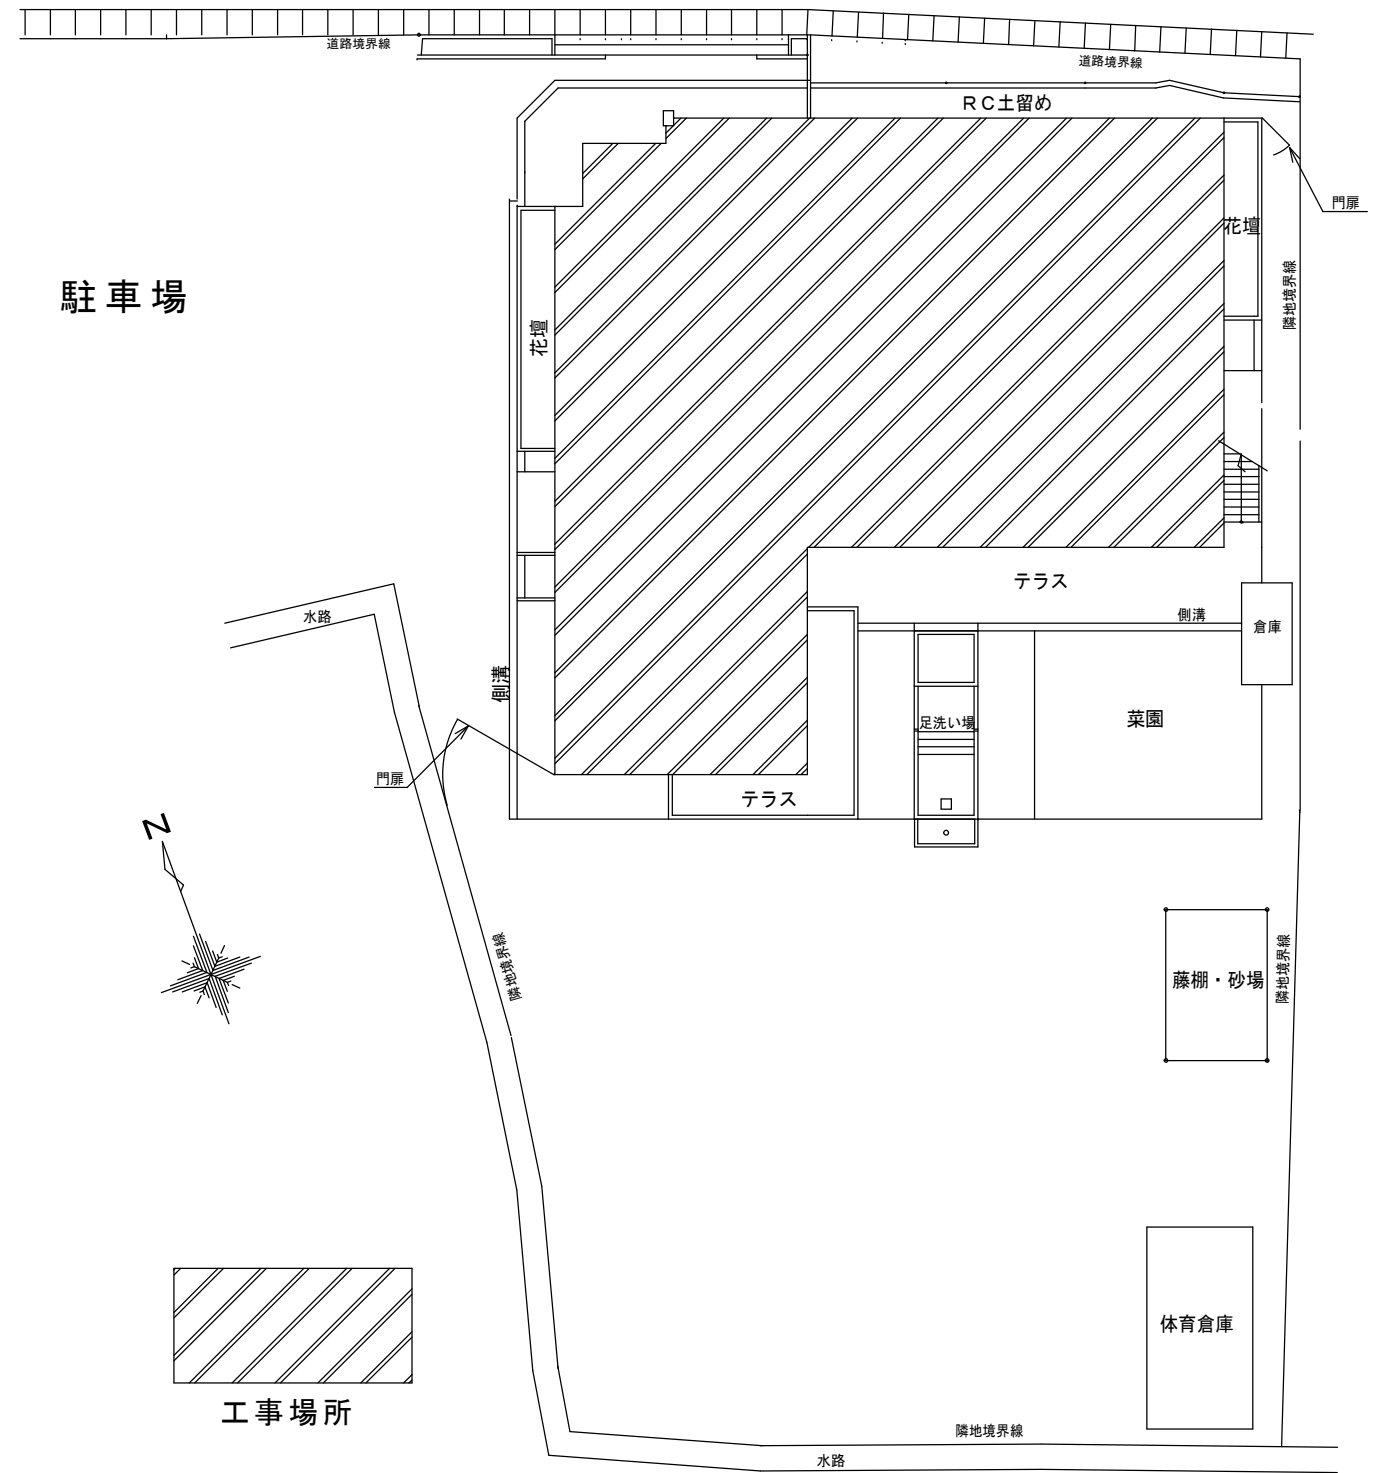 道路境界線
道路境界線
ＲＣ土留め
門扉
花壇
隣地境界線
駐車場
花壇
テラス
水路
側溝
倉庫
側溝
菜園
足洗い場
門扉
テラス
N
隣地境界線
隣地境界線
藤棚・砂場
体育倉庫
工事場所
隣地境界線
水路